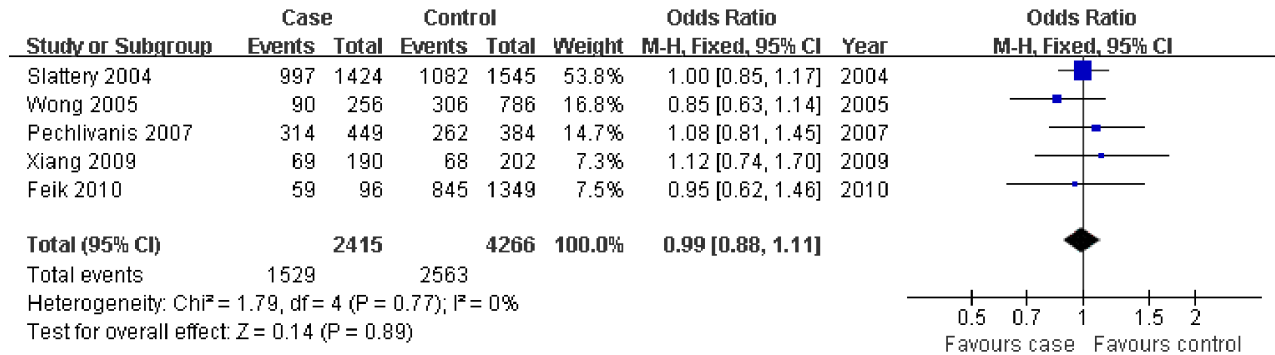 Case Control Odds Ratio Odds Ratio
Study or Subgroup Events Total Events Total Weight M-H, Fixed, 95% CI Year M-H, Fixed, 95% CI
Slattery 2004 997 1424 1082 1545 53.8% 1.00 [0.85, 1.17] 2004
Wong 2005 90 256 306 786 16.8% 0.85 [0.63, 1.14] 2005
Pechlivanis 2007 314 449 262 384 14.7% 1.08 [0.81, 1.45] 2007
Xiang 2009 69 190 68 202 7.3% 1.12 [0.74, 1.70] 2009
Feik 2010 59 96 845 1349 7.5% 0.95 [0.62, 1.46] 2010
Total (95% CI) 2415 4266 100.0% 0.99 [0.88, 1.11]
Total events 1529 2563
Heterogeneity: Chi² = 1.79, df = 4 (P = 0.77); I² = 0%
Test for overall effect: Z = 0.14 (P = 0.89)
0.5 0.7 1 1.5 2
Favours case Favours control